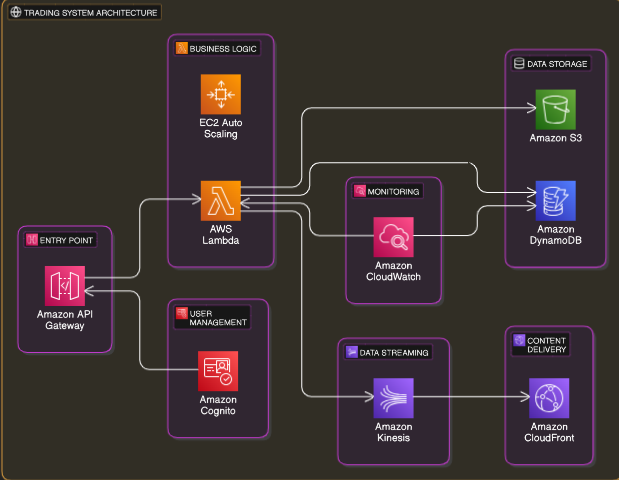 TRADING SYSTEM ARCHITECTURE
BUSINESS LOGIC
EC2 Auto
Scaling
AWS
Lambda
DATA STORAGE
Amazon S3
Amazon
DynamoDB
MONITORING
Amazon
CloudWatch
ENTRY POINT
Amazon API
Gateway
USER
MANAGEMENT
Amazon
Cognito
DATA STREAMING
Amazon
Kinesis
CONTENT
DELIVERY
Amazon
CloudFront